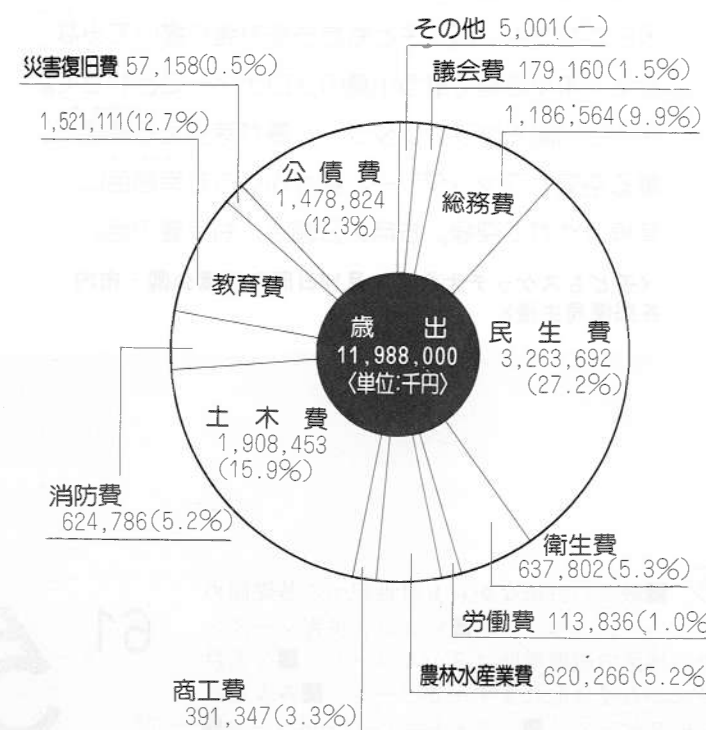 その他 5,001(−)
災害復旧費 57,158(0.5%)
議会費 179,160(1.5%)
1,521,111(12.7%)
1,186,564(9.9%)
公債費
1,478,824
(12.3%)
総務費
教育費
歳出
11,988,000
〈単位:千円〉
民生費
3,263,692
(27.2%)
土木費
1,908,453
(15.9%)
消防費
624,786(5.2%)
衛生費
637,802(5.3%)
労働費 113,836(1.0%
農林水産業費 620,266(5.2%
商工費
391,347(3.3%)